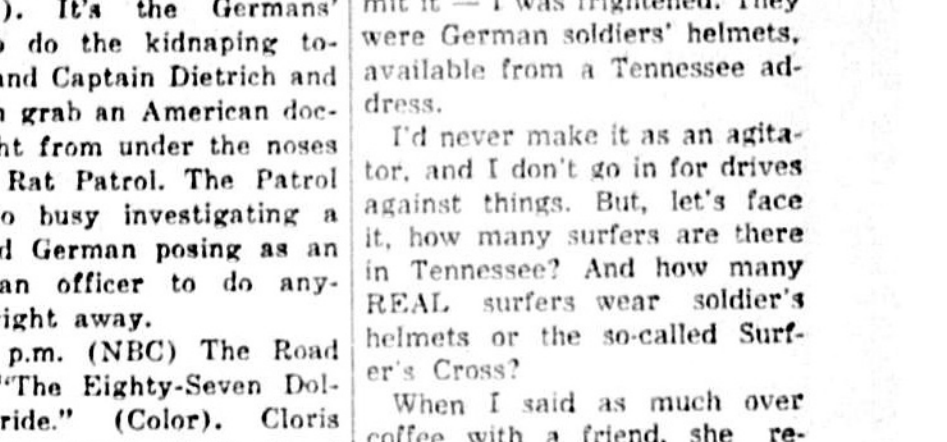 ). It's the Germans'
do the kidnaping to-
and Captain Dietrich and
grab an American doc-
ht from under the noses
Rat Patrol. The Patrol
o busy investigating a
d German posing as an
an officer to do any-
ight away.
p.m. (NBC) The Road
"The Eighty-Seven Dol-
ride." (Color). Cloris
mit it — I was frightened. They
were German soldiers' helmets,
available from a Tennessee ad-
dress.
I'd never make it as an agita-
tor, and I don't go in for drives
against things. But, let's face
it, how many surfers are there
in Tennessee? And how many
REAL surfers wear soldier's
helmets or the so-called Surf-
er's Cross?
When I said as much over
coffee with a friend, she re-